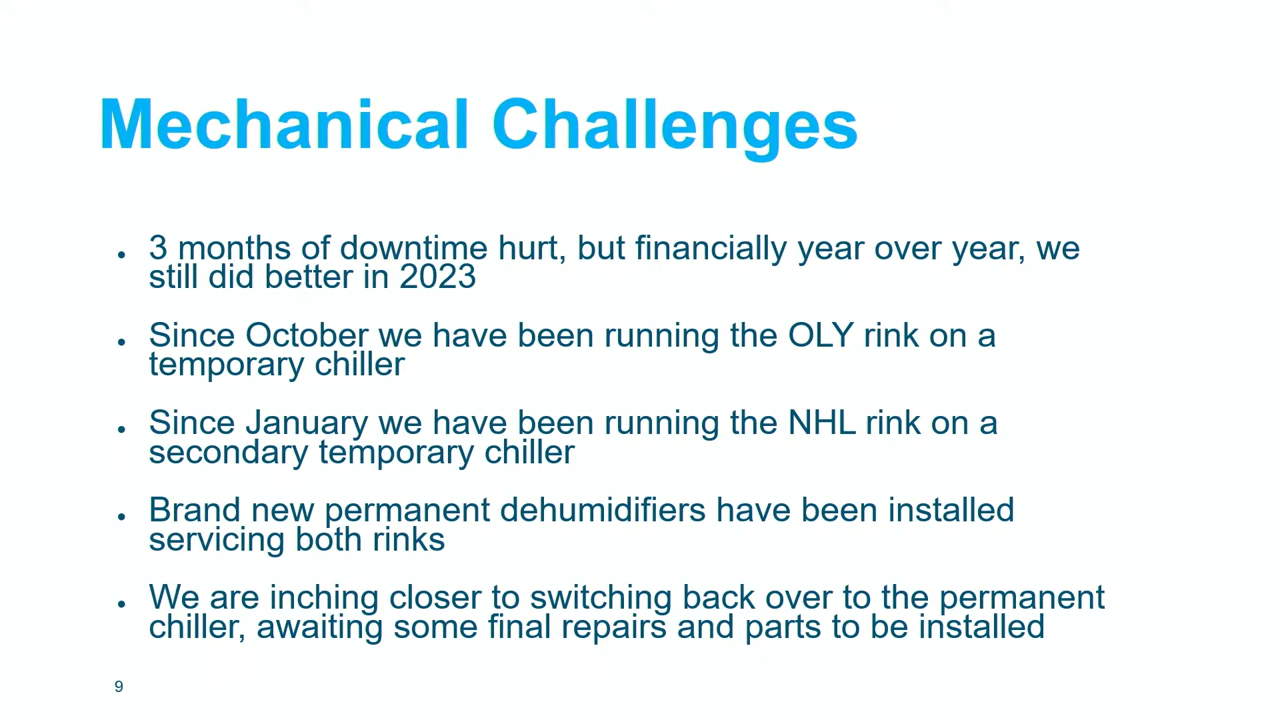 Mechanical Challenges
• 3 months of downtime hurt, but financially year over year, we
still did better in 2023
• Since October we have been running the OLY rink on a
temporary chiller
• Since January we have been running the NHL rink on a
secondary temporary chiller
• Brand new permanent dehumidifiers have been installed
servicing both rinks
• We are inching closer to switching back over to the permanent
chiller, awaiting some final repairs and parts to be installed
9